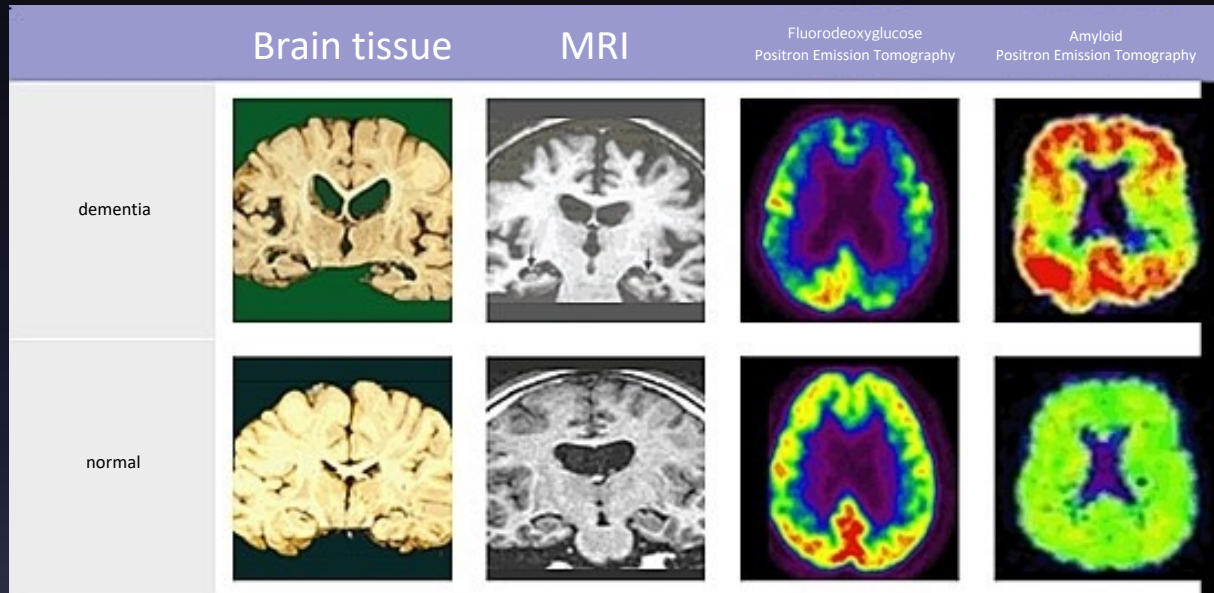 Brain tissue
MRI
Fluorodeoxyglucose
Positron Emission Tomography
Amyloid
Positron Emission Tomography
dementia
normal